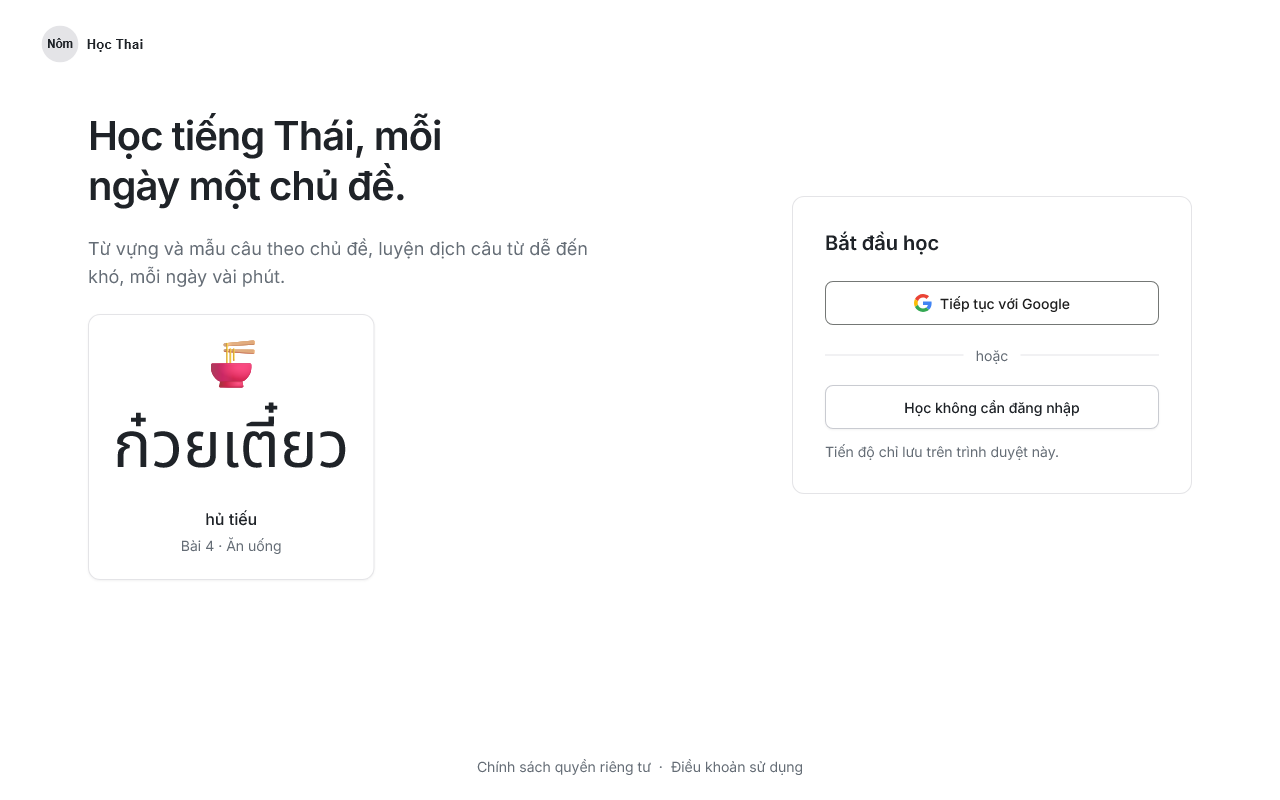 Nôm
Học Thai
Học tiếng Thái, mỗi
ngày một chủ đề.
Từ vựng và mẫu câu theo chủ đề, luyện dịch câu từ dễ đến
khó, mỗi ngày vài phút.
ก๋วยเตี๋ยว
hủ tiếu
Bài 4 · Ăn uống
Bắt đầu học
Tiếp tục với Google
hoặc
Học không cần đăng nhập
Tiến độ chỉ lưu trên trình duyệt này.
Chính sách quyền riêng tư · Điều khoản sử dụng